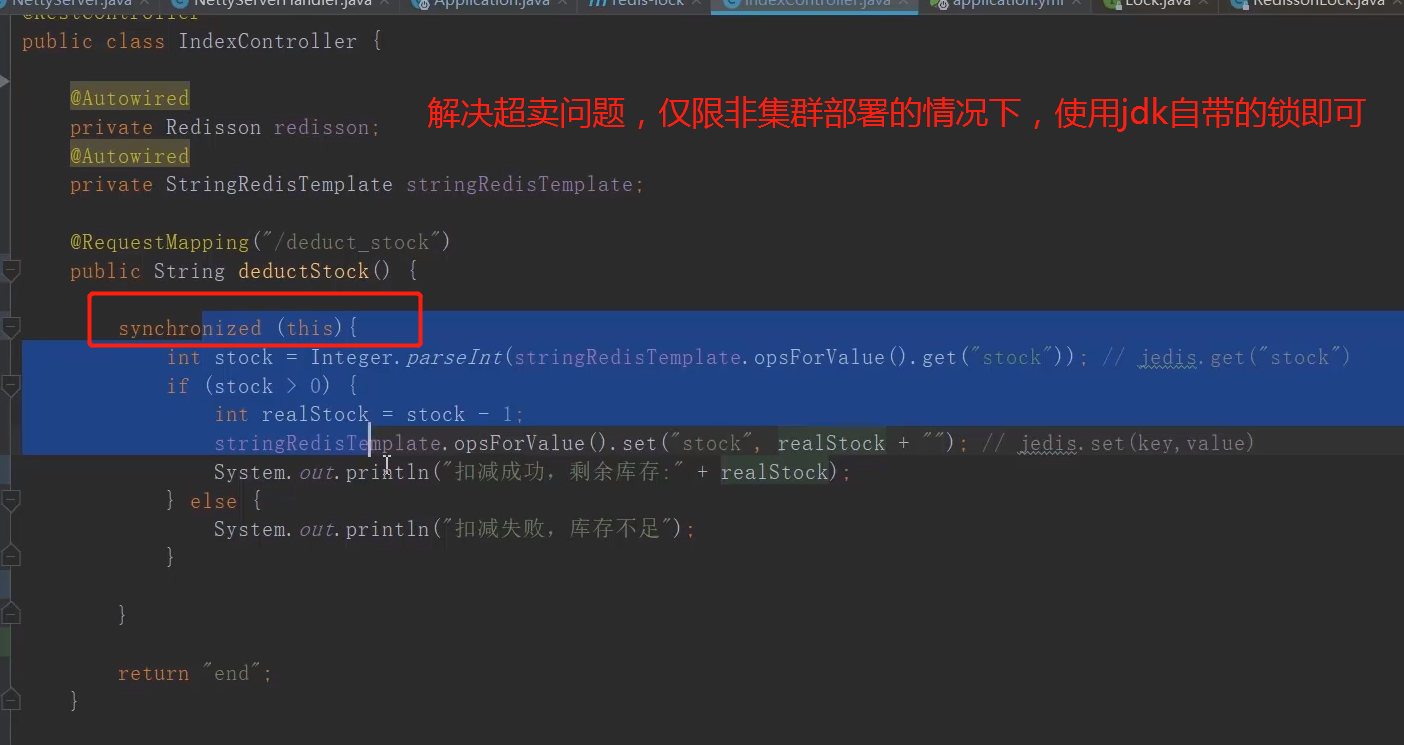 NettyServer.java
NettyServerHandler.java
Application.java
redis-lock
IndexController.java
application.yml
Lock.java
RedissonLock.java
@RestController
public class IndexController {
@Autowired
解决超卖问题，仅限非集群部署的情况下，使用jdk自带的锁即可
private Redisson redisson;
@Autowired
private StringRedisTemplate stringRedisTemplate;
@RequestMapping("/deduct_stock")
public String deductStock() {
synchronized (this){
int stock = Integer.parseInt(stringRedisTemplate.opsForValue().get("stock")); // jedis.get("stock")
if (stock > 0) {
int realStock = stock - 1;
stringRedisTemplate.opsForValue().set("stock", realStock + ""); // jedis.set(key,value)
System.out.println("扣减成功，剩余库存:" + realStock);
} else {
System.out.println("扣减失败，库存不足");
}
}
return "end";
}